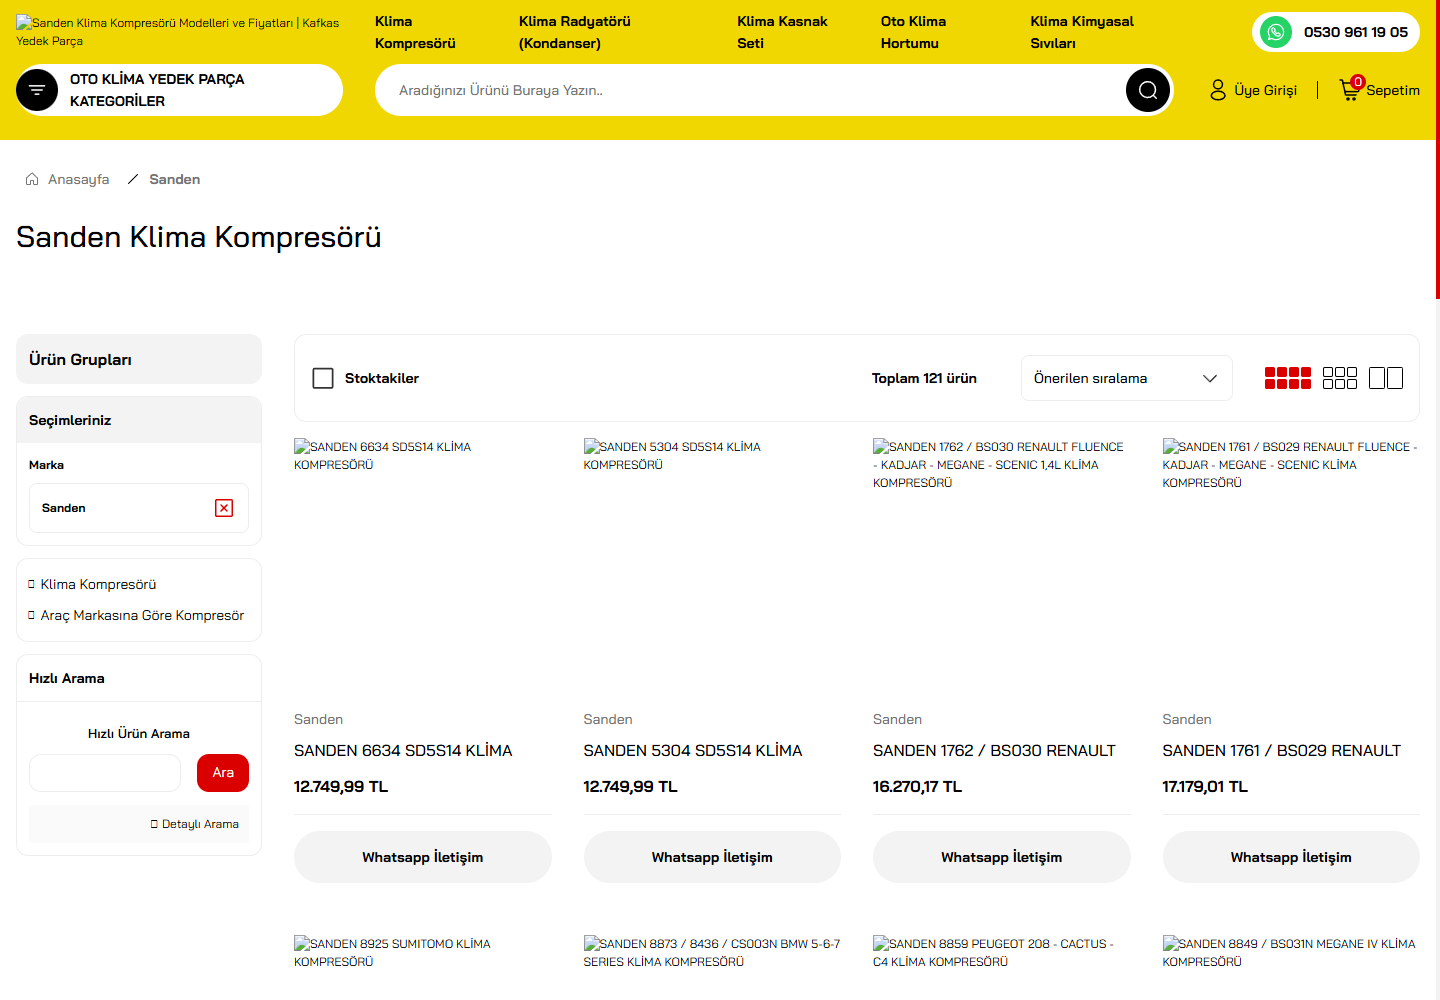 Sanden Klima Kompresörü Modelleri ve Fiyatları | Kafkas
Yedek Parça
Klima
Kompresörü
Klima Radyatörü
(Kondanser)
Klima Kasnak
Seti
Oto Klima
Hortumu
Klima Kimyasal
Sıvıları
0530 961 19 05
OTO KLİMA YEDEK PARÇA
KATEGORİLER
Aradığınızı Ürünü Buraya Yazın..
Üye Girişi
0
Sepetim
Anasayfa
Sanden
Sanden Klima Kompresörü
Ürün Grupları
Seçimleriniz
Marka
Sanden
Klima Kompresörü
Araç Markasına Göre Kompresör
Hızlı Arama
Hızlı Ürün Arama
Ara
Detaylı Arama
Stoktakiler
Toplam 121 ürün
Önerilen sıralama
SANDEN 6634 SD5S14 KLİMA
KOMPRESÖRÜ
SANDEN 5304 SD5S14 KLİMA
KOMPRESÖRÜ
SANDEN 1762 / BS030 RENAULT FLUENCE
- KADJAR - MEGANE - SCENIC 1,4L KLİMA
KOMPRESÖRÜ
SANDEN 1761 / BS029 RENAULT FLUENCE -
KADJAR - MEGANE - SCENIC KLİMA
KOMPRESÖRÜ
Sanden
SANDEN 6634 SD5S14 KLİMA
12.749,99 TL
Whatsapp İletişim
Sanden
SANDEN 5304 SD5S14 KLİMA
12.749,99 TL
Whatsapp İletişim
Sanden
SANDEN 1762 / BS030 RENAULT
16.270,17 TL
Whatsapp İletişim
Sanden
SANDEN 1761 / BS029 RENAULT
17.179,01 TL
Whatsapp İletişim
SANDEN 8925 SUMITOMO KLİMA
KOMPRESÖRÜ
SANDEN 8873 / 8436 / CS003N BMW 5-6-7
SERIES KLİMA KOMPRESÖRÜ
SANDEN 8859 PEUGEOT 208 - CACTUS -
C4 KLİMA KOMPRESÖRÜ
SANDEN 8849 / BS031N MEGANE IV KLİMA
KOMPRESÖRÜ